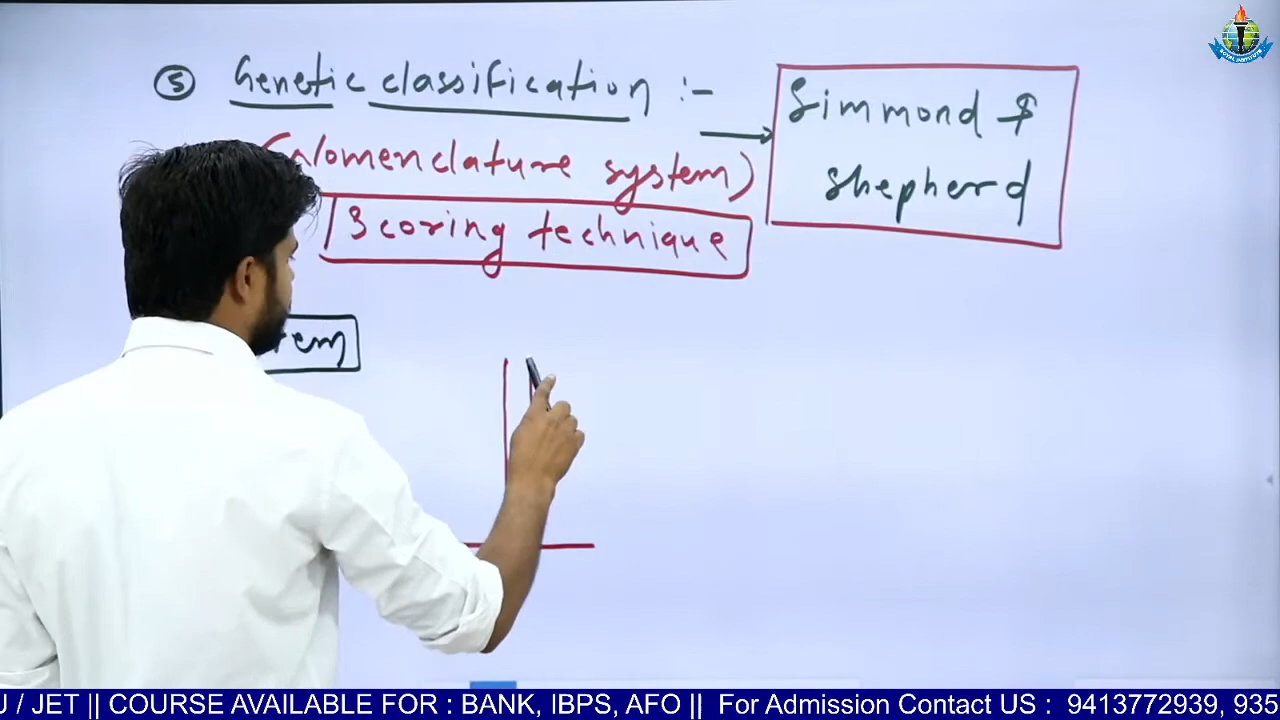 5 Genetic classification :-
→ Simmond $
shepherd
(Nomenclature system)
Scoring technique
J / JET || COURSE AVAILABLE FOR : BANK, IBPS, AFO || For Admission Contact US : 9413772939, 935